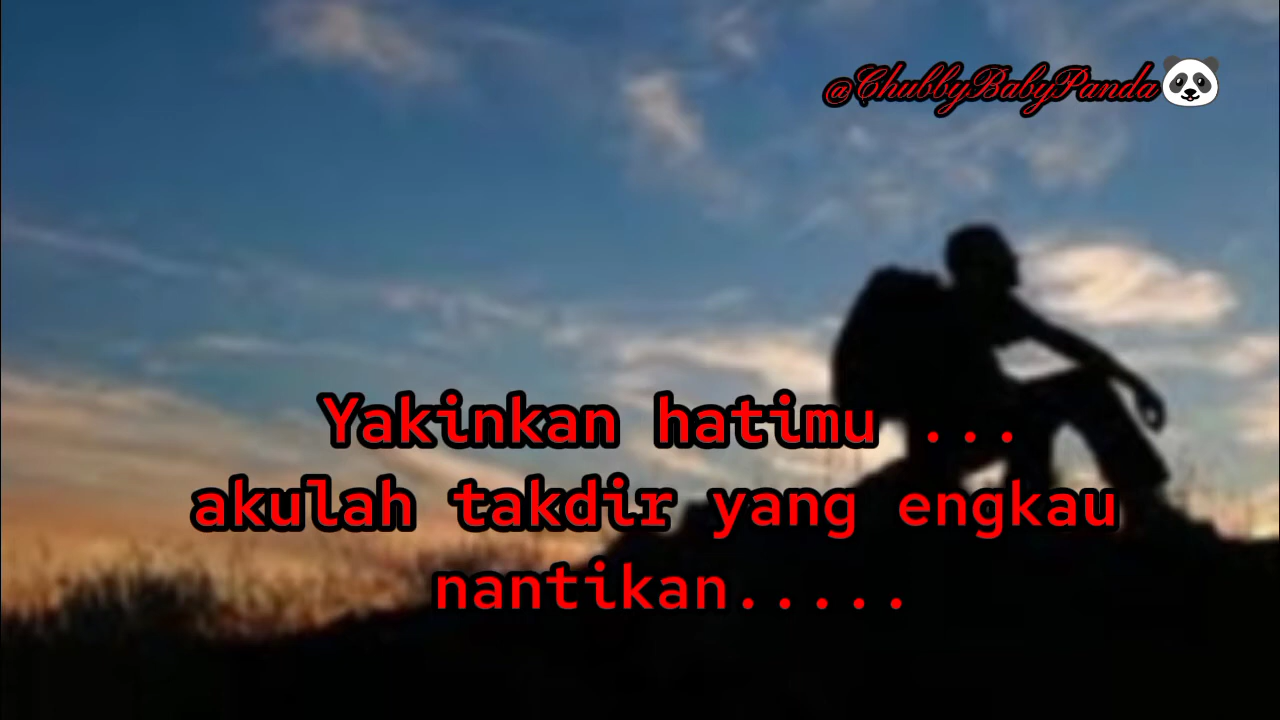 @ChubbyBabyPanda🐼
Yakinkan hatimu ...
akulah takdir yang engkau
nantikan.....